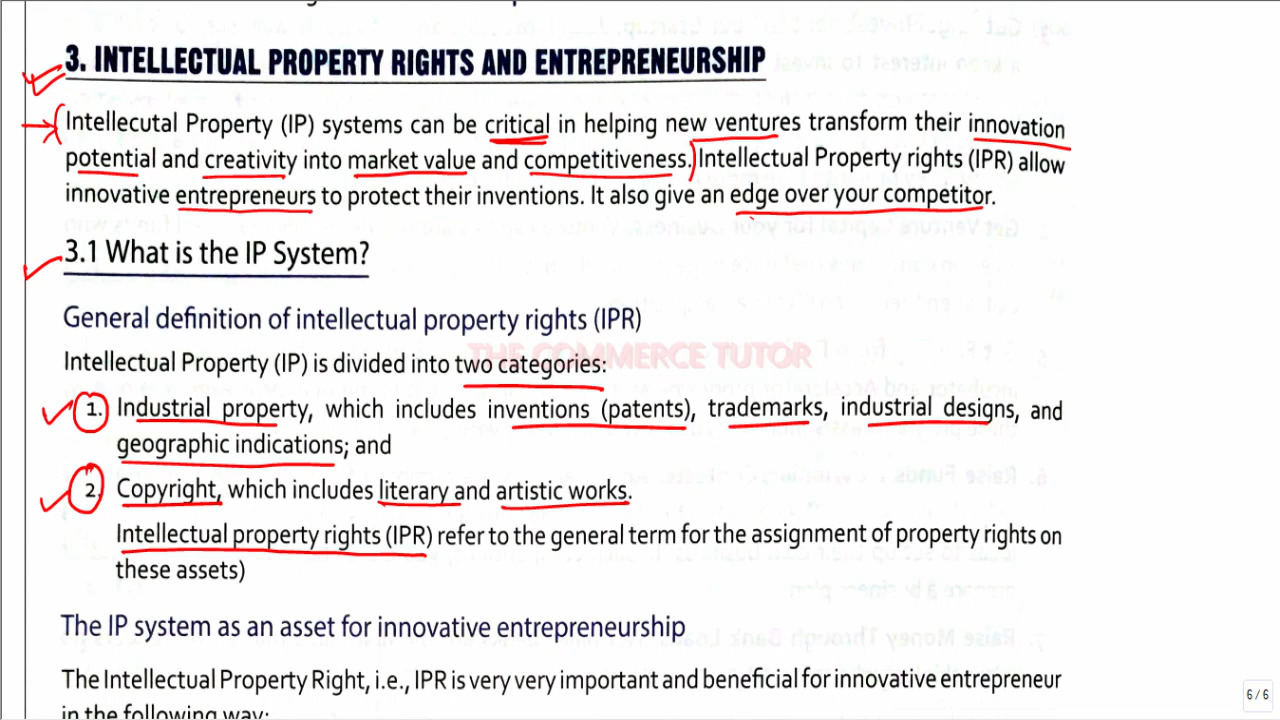 3. INTELLECTUAL PROPERTY RIGHTS AND ENTREPRENEURSHIP
Intellecutal Property (IP) systems can be critical in helping new ventures transform their innovation
potential and creativity into market value and competitiveness. Intellectual Property rights (IPR) allow
innovative entrepreneurs to protect their inventions. It also give an edge over your competitor.
3.1 What is the IP System?
General definition of intellectual property rights (IPR)
Intellectual Property (IP) is divided into two categories:
THE COMMERCE TUTOR
1. Industrial property, which includes inventions (patents), trademarks, industrial designs, and
geographic indications; and
2. Copyright, which includes literary and artistic works.
Intellectual property rights (IPR) refer to the general term for the assignment of property rights on
these assets)
The IP system as an asset for innovative entrepreneurship
The Intellectual Property Right, i.e., IPR is very very important and beneficial for innovative entrepreneur
in the following way:
6/6